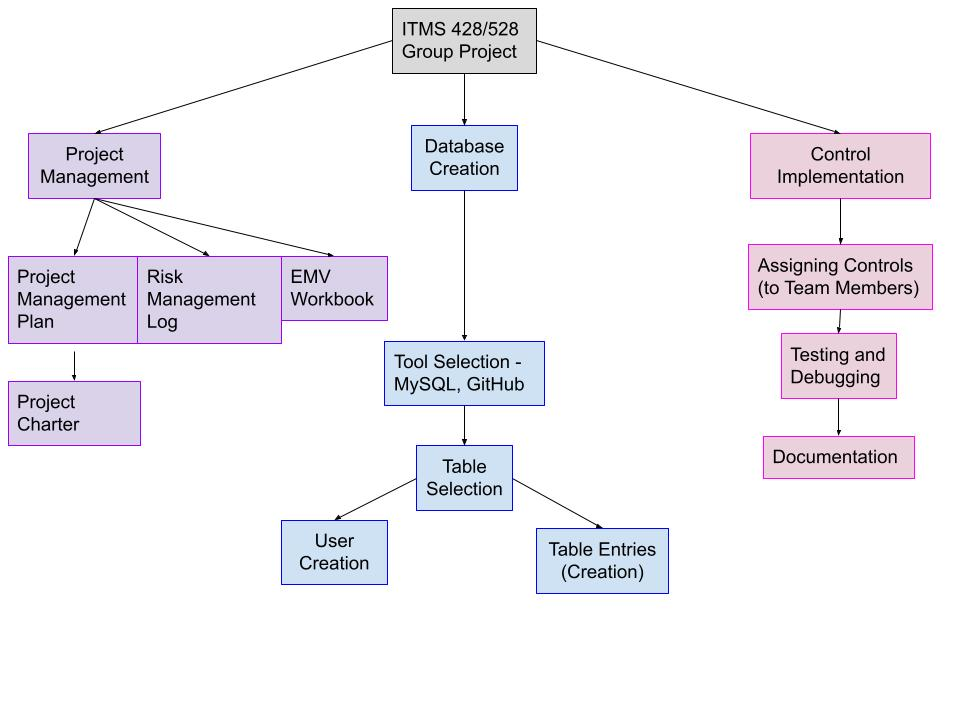 ITMS 428/528
Group Project
Project
Management
Database
Creation
Control
Implementation
Project
Management
Plan
Risk
Management
Log
EMV
Workbook
Assigning Controls
(to Team Members)
Tool Selection -
MySQL, GitHub
Testing and
Debugging
Project
Charter
Table
Selection
Documentation
User
Creation
Table Entries
(Creation)